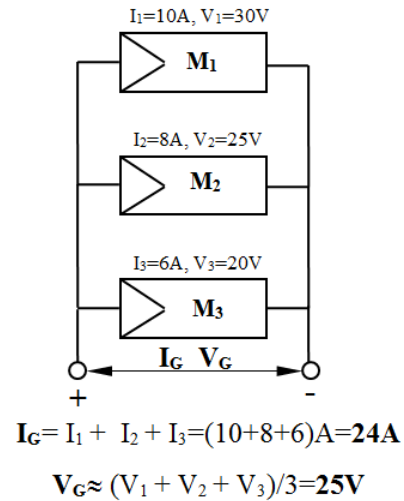 I₁=10A, V₁=30V
M₁
I₂=8A, V₂=25V
M₂
I₃=6A, V₃=20V
M₃
I_G V_G
+ -
I_G= I₁ + I₂ + I₃=(10+8+6)A=24A
V_G≈ (V₁ + V₂ + V₃)/3=25V